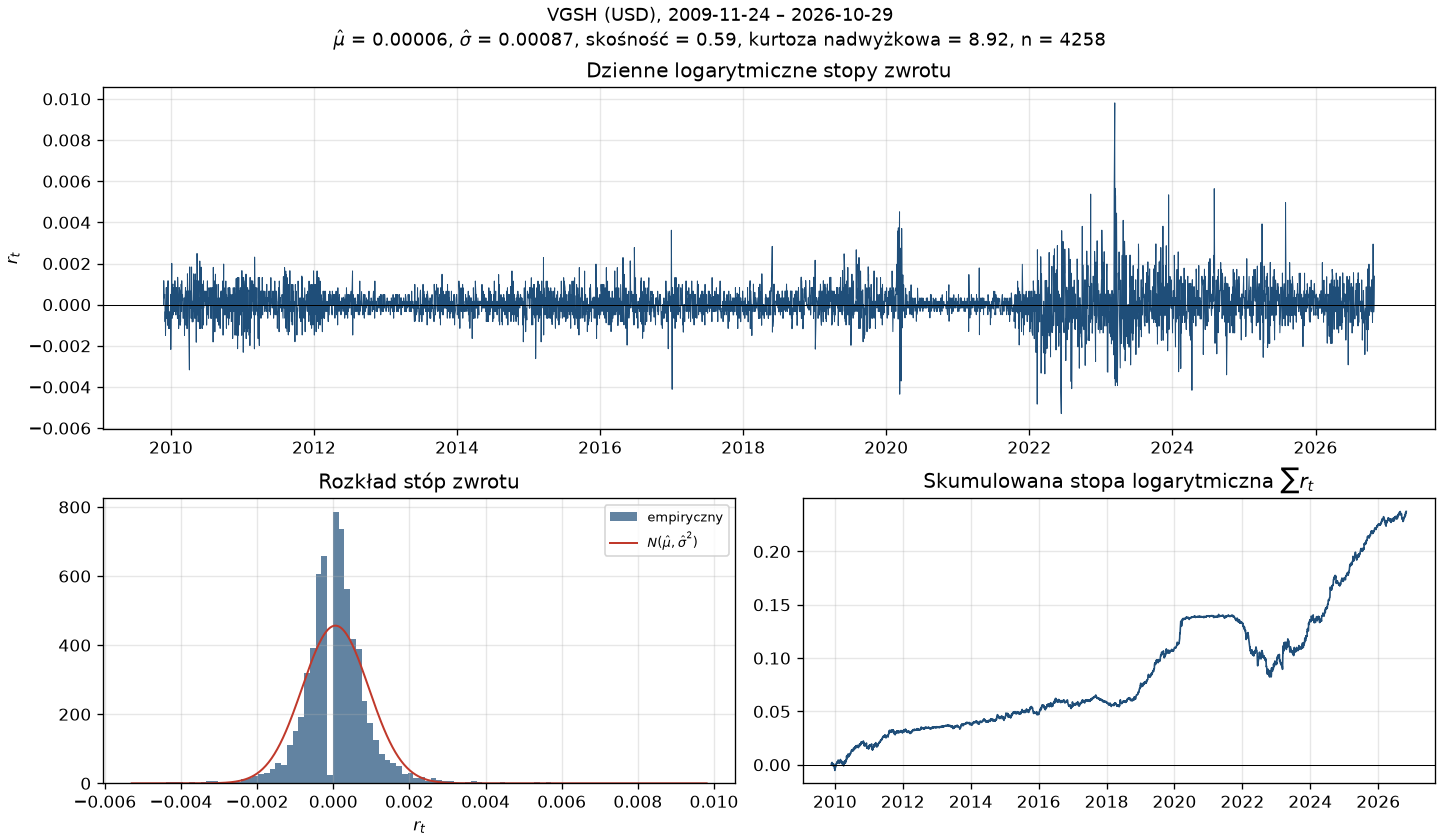 VGSH (USD), 2009-11-24 – 2026-10-29
μ̂ = 0.00006, σ̂ = 0.00087, skośność = 0.59, kurtoza nadwyżkowa = 8.92, n = 4258
Dzienne logarytmiczne stopy zwrotu
0.010
0.008
0.006
0.004
0.002
0.000
−0.002
−0.004
−0.006
r_t
2010 2012 2014 2016 2018 2020 2022 2024 2026
Rozkład stóp zwrotu
800
600
400
200
0
empiryczny
N(μ̂, σ̂²)
−0.006 −0.004 −0.002 0.000 0.002 0.004 0.006 0.008 0.010
r_t
Skumulowana stopa logarytmiczna ∑r_t
0.20
0.15
0.10
0.05
0.00
2010 2012 2014 2016 2018 2020 2022 2024 2026